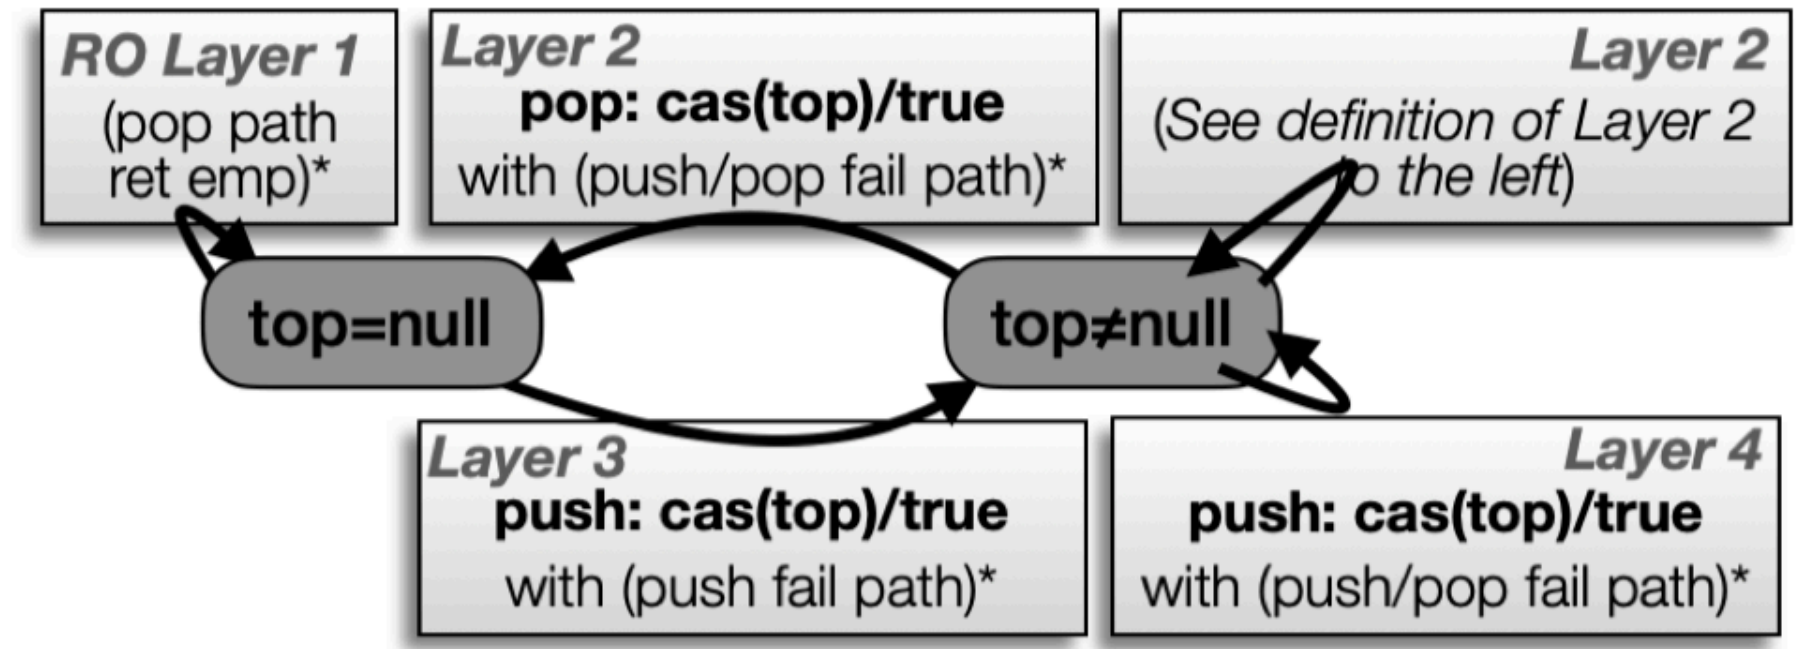 RO Layer 1
(pop path
ret emp)*
Layer 2
pop: cas(top)/true
with (push/pop fail path)*
Layer 2
(See definition of Layer 2
to the left)
top=null
top≠null
Layer 3
push: cas(top)/true
with (push fail path)*
Layer 4
push: cas(top)/true
with (push/pop fail path)*